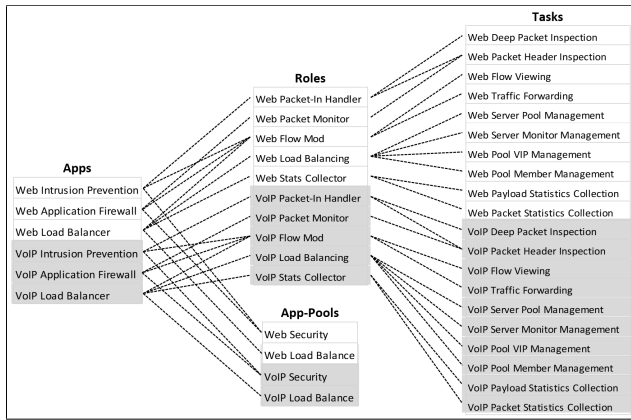 Apps
Web Intrusion Prevention
Web Application Firewall
Web Load Balancer
VoIP Intrusion Prevention
VoIP Application Firewall
VoIP Load Balancer
Roles
Web Packet-In Handler
Web Packet Monitor
Web Flow Mod
Web Load Balancing
Web Stats Collector
VoIP Packet-In Handler
VoIP Packet Monitor
VoIP Flow Mod
VoIP Load Balancing
VoIP Stats Collector
App-Pools
Web Security
Web Load Balance
VoIP Security
VoIP Load Balance
Tasks
Web Deep Packet Inspection
Web Packet Header Inspection
Web Flow Viewing
Web Traffic Forwarding
Web Server Pool Management
Web Server Monitor Management
Web Pool VIP Management
Web Pool Member Management
Web Payload Statistics Collection
Web Packet Statistics Collection
VoIP Deep Packet Inspection
VoIP Packet Header Inspection
VoIP Flow Viewing
VoIP Traffic Forwarding
VoIP Server Pool Management
VoIP Server Monitor Management
VoIP Pool VIP Management
VoIP Pool Member Management
VoIP Payload Statistics Collection
VoIP Packet Statistics Collection